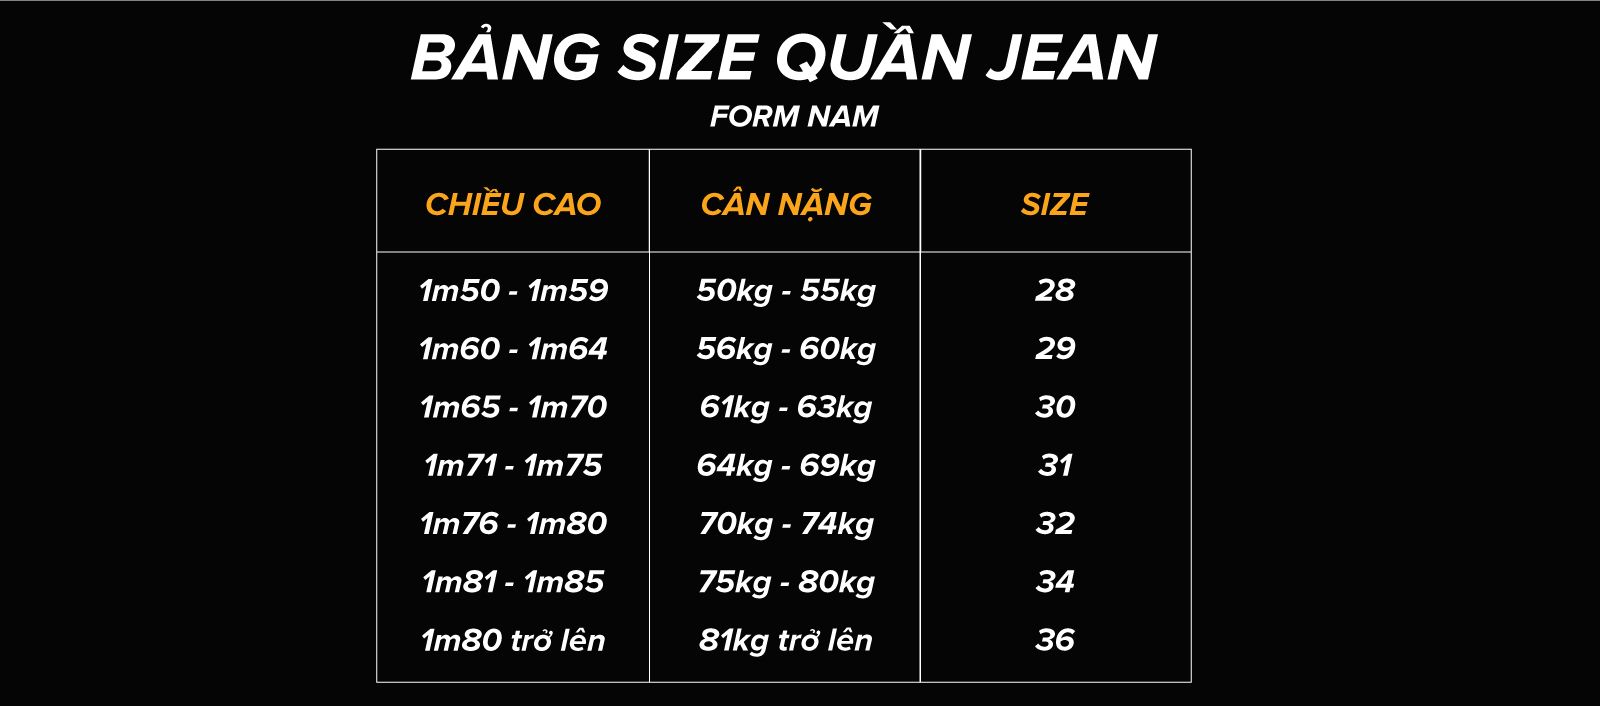 BẢNG SIZE QUẦN JEAN
FORM NAM
CHIỀU CAO CÂN NẶNG SIZE
1m50 - 1m59 50kg - 55kg 28
1m60 - 1m64 56kg - 60kg 29
1m65 - 1m70 61kg - 63kg 30
1m71 - 1m75 64kg - 69kg 31
1m76 - 1m80 70kg - 74kg 32
1m81 - 1m85 75kg - 80kg 34
1m80 trở lên 81kg trở lên 36